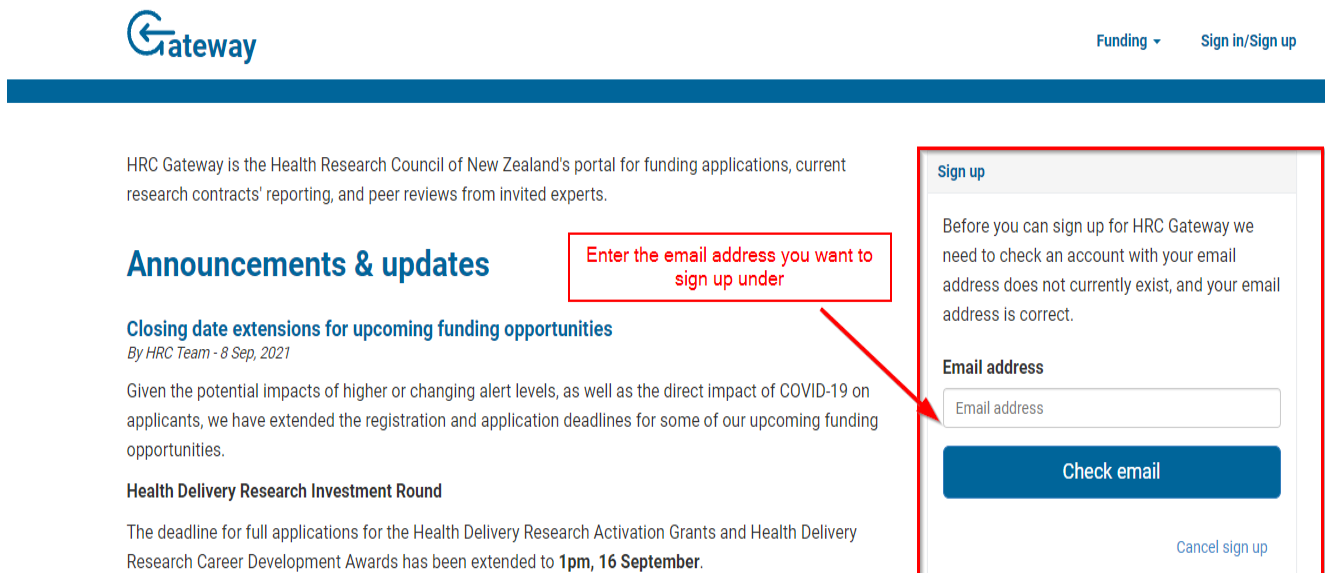 Gateway
Funding
Sign in/Sign up
HRC Gateway is the Health Research Council of New Zealand's portal for funding applications, current
research contracts' reporting, and peer reviews from invited experts.
Announcements & updates
Closing date extensions for upcoming funding opportunities
By HRC Team - 8 Sep, 2021
Given the potential impacts of higher or changing alert levels, as well as the direct impact of COVID-19 on
applicants, we have extended the registration and application deadlines for some of our upcoming funding
opportunities.
Health Delivery Research Investment Round
The deadline for full applications for the Health Delivery Research Activation Grants and Health Delivery
Research Career Development Awards has been extended to 1pm, 16 September.
Enter the email address you want to
sign up under
Sign up
Before you can sign up for HRC Gateway we
need to check an account with your email
address does not currently exist, and your email
address is correct.
Email address
Email address
Check email
Cancel sign up